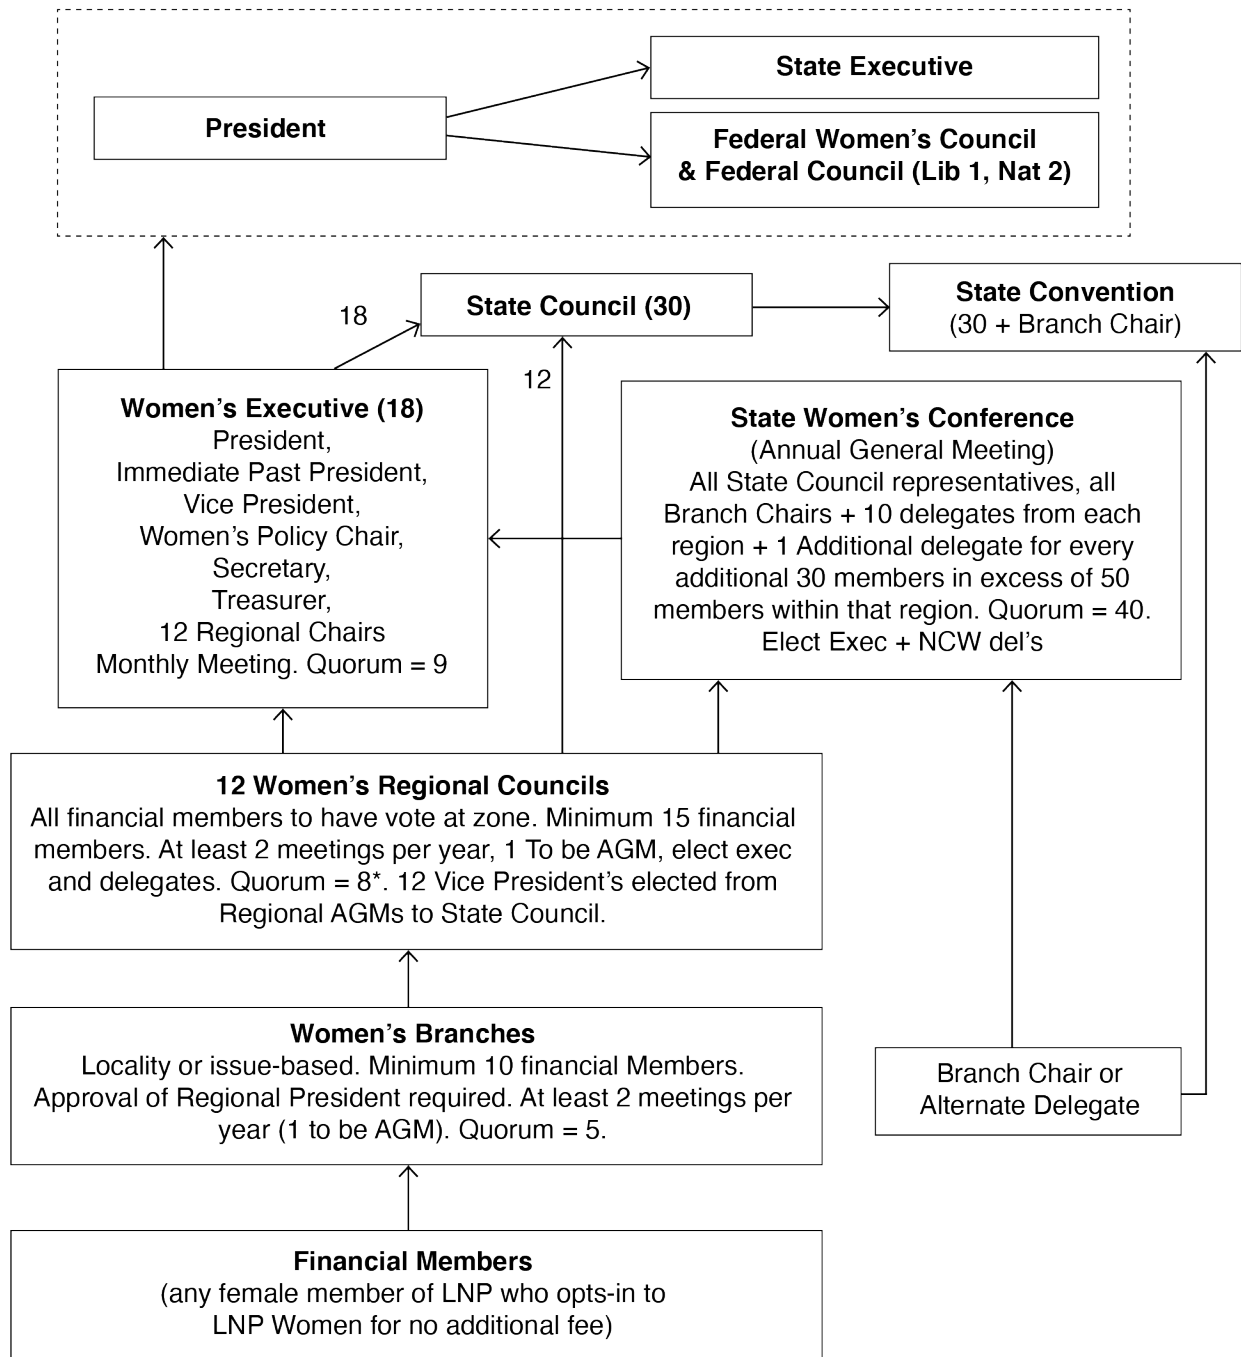 President
State Executive
Federal Women’s Council
& Federal Council (Lib 1, Nat 2)
18
State Council (30)
State Convention
(30 + Branch Chair)
12
Women’s Executive (18)
President,
Immediate Past President,
Vice President,
Women’s Policy Chair,
Secretary,
Treasurer,
12 Regional Chairs
Monthly Meeting. Quorum = 9
State Women’s Conference
(Annual General Meeting)
All State Council representatives, all
Branch Chairs + 10 delegates from each
region + 1 Additional delegate for every
additional 30 members in excess of 50
members within that region. Quorum = 40.
Elect Exec + NCW del’s
12 Women’s Regional Councils
All financial members to have vote at zone. Minimum 15 financial
members. At least 2 meetings per year, 1 To be AGM, elect exec
and delegates. Quorum = 8*. 12 Vice President’s elected from
Regional AGMs to State Council.
Women’s Branches
Locality or issue-based. Minimum 10 financial Members.
Approval of Regional President required. At least 2 meetings per
year (1 to be AGM). Quorum = 5.
Branch Chair or
Alternate Delegate
Financial Members
(any female member of LNP who opts-in to
LNP Women for no additional fee)